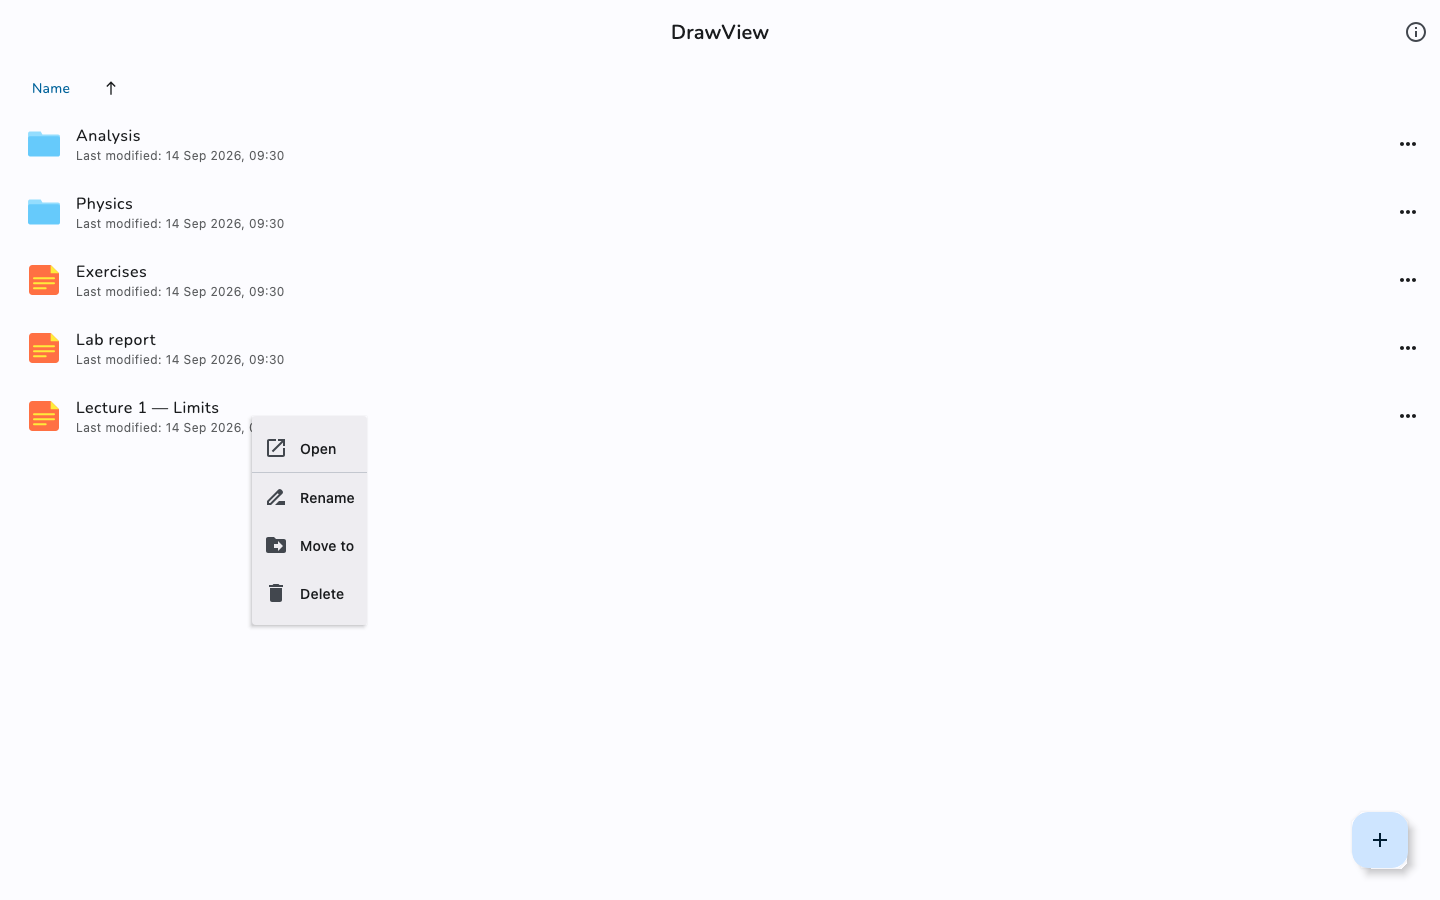 DrawView
Name
Analysis
Last modified: 14 Sep 2026, 09:30
Physics
Last modified: 14 Sep 2026, 09:30
Exercises
Last modified: 14 Sep 2026, 09:30
Lab report
Last modified: 14 Sep 2026, 09:30
Lecture 1 — Limits
Last modified: 14 Sep 2026,
Open
Rename
Move to
Delete